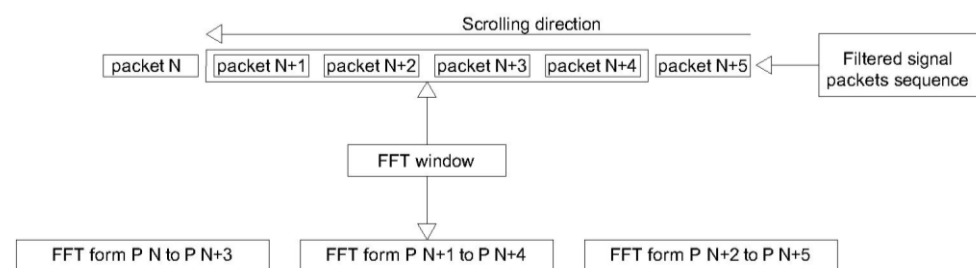 Scrolling direction
packet N
packet N+1
packet N+2
packet N+3
packet N+4
packet N+5
Filtered signal
packets sequence
FFT window
FFT form P N to P N+3
FFT form P N+1 to P N+4
FFT form P N+2 to P N+5